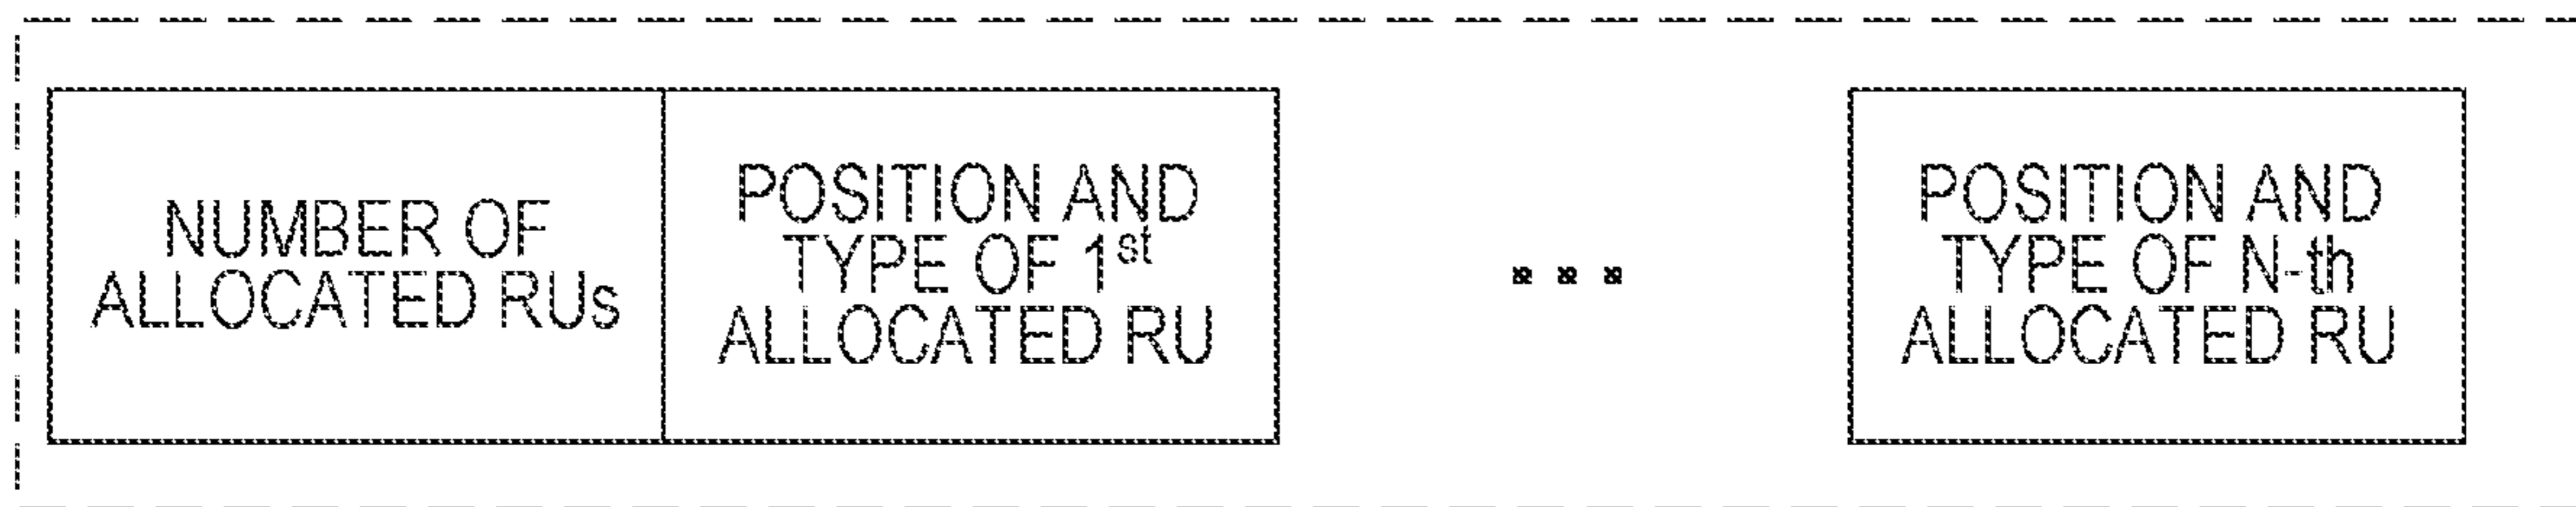 NUMBER OF
ALLOCATED RUs
POSITION AND
TYPE OF 1st
ALLOCATED RU
...
POSITION AND
TYPE OF N-th
ALLOCATED RU